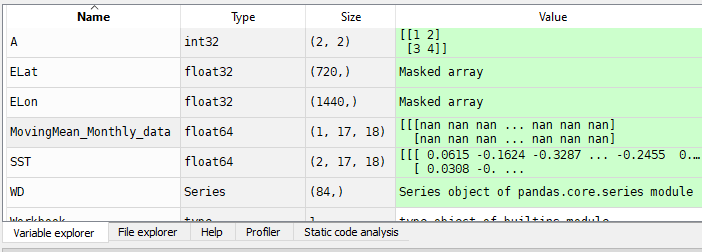 Name Type Size Value
A int32 (2, 2) [[1 2]
[3 4]]
ELat float32 (720,) Masked array
ELon float32 (1440,) Masked array
MovingMean_Monthly_data float64 (1, 17, 18) [[[nan nan nan ... nan nan nan]
[nan nan nan ... nan nan nan]
SST float64 (2, 17, 18) [[[ 0.0615 -0.1624 -0.3287 ... -0.2455 0.…
[ 0.0308 -0. ...
WD Series (84,) Series object of pandas.core.series module
Workbook type 1 type object of builtins module
Variable explorer File explorer Help Profiler Static code analysis